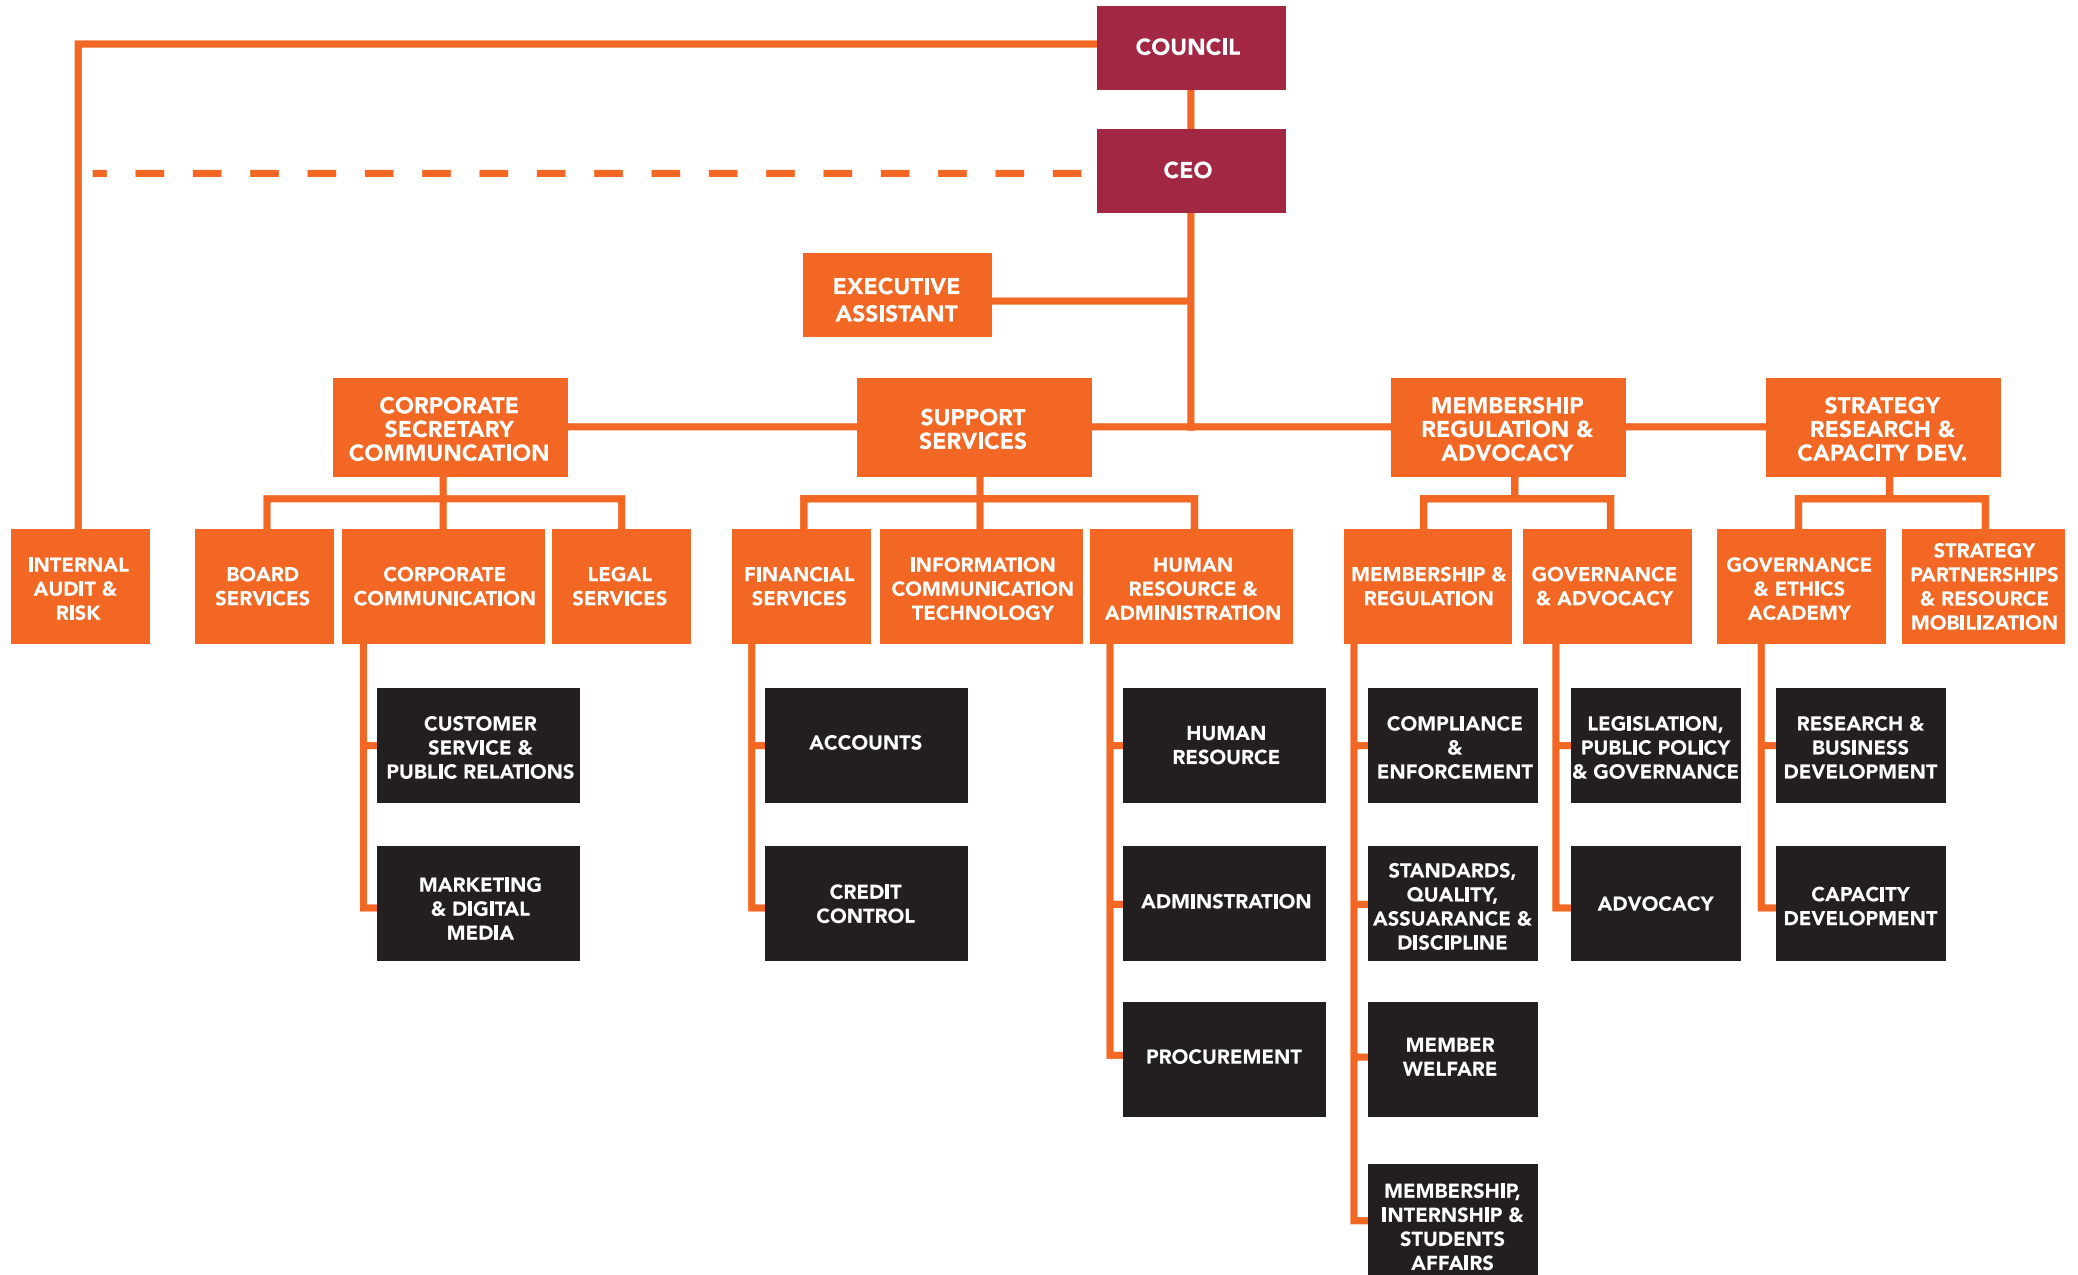 COUNCIL
CEO
EXECUTIVE
ASSISTANT
CORPORATE
SECRETARY
COMMUNCATION
SUPPORT
SERVICES
MEMBERSHIP
REGULATION &
ADVOCACY
STRATEGY
RESEARCH &
CAPACITY DEV.
INTERNAL
AUDIT &
RISK
BOARD
SERVICES
CORPORATE
COMMUNICATION
LEGAL
SERVICES
FINANCIAL
SERVICES
INFORMATION
COMMUNICATION
TECHNOLOGY
HUMAN
RESOURCE &
ADMINISTRATION
MEMBERSHIP &
REGULATION
GOVERNANCE
& ADVOCACY
GOVERNANCE
& ETHICS
ACADEMY
STRATEGY
PARTNERSHIPS
& RESOURCE
MOBILIZATION
CUSTOMER
SERVICE &
PUBLIC RELATIONS
ACCOUNTS
HUMAN
RESOURCE
COMPLIANCE
&
ENFORCEMENT
LEGISLATION,
PUBLIC POLICY
& GOVERNANCE
RESEARCH &
BUSINESS
DEVELOPMENT
MARKETING
& DIGITAL
MEDIA
CREDIT
CONTROL
ADMINSTRATION
STANDARDS,
QUALITY,
ASSUARANCE &
DISCIPLINE
ADVOCACY
CAPACITY
DEVELOPMENT
PROCUREMENT
MEMBER
WELFARE
MEMBERSHIP,
INTERNSHIP &
STUDENTS
AFFAIRS